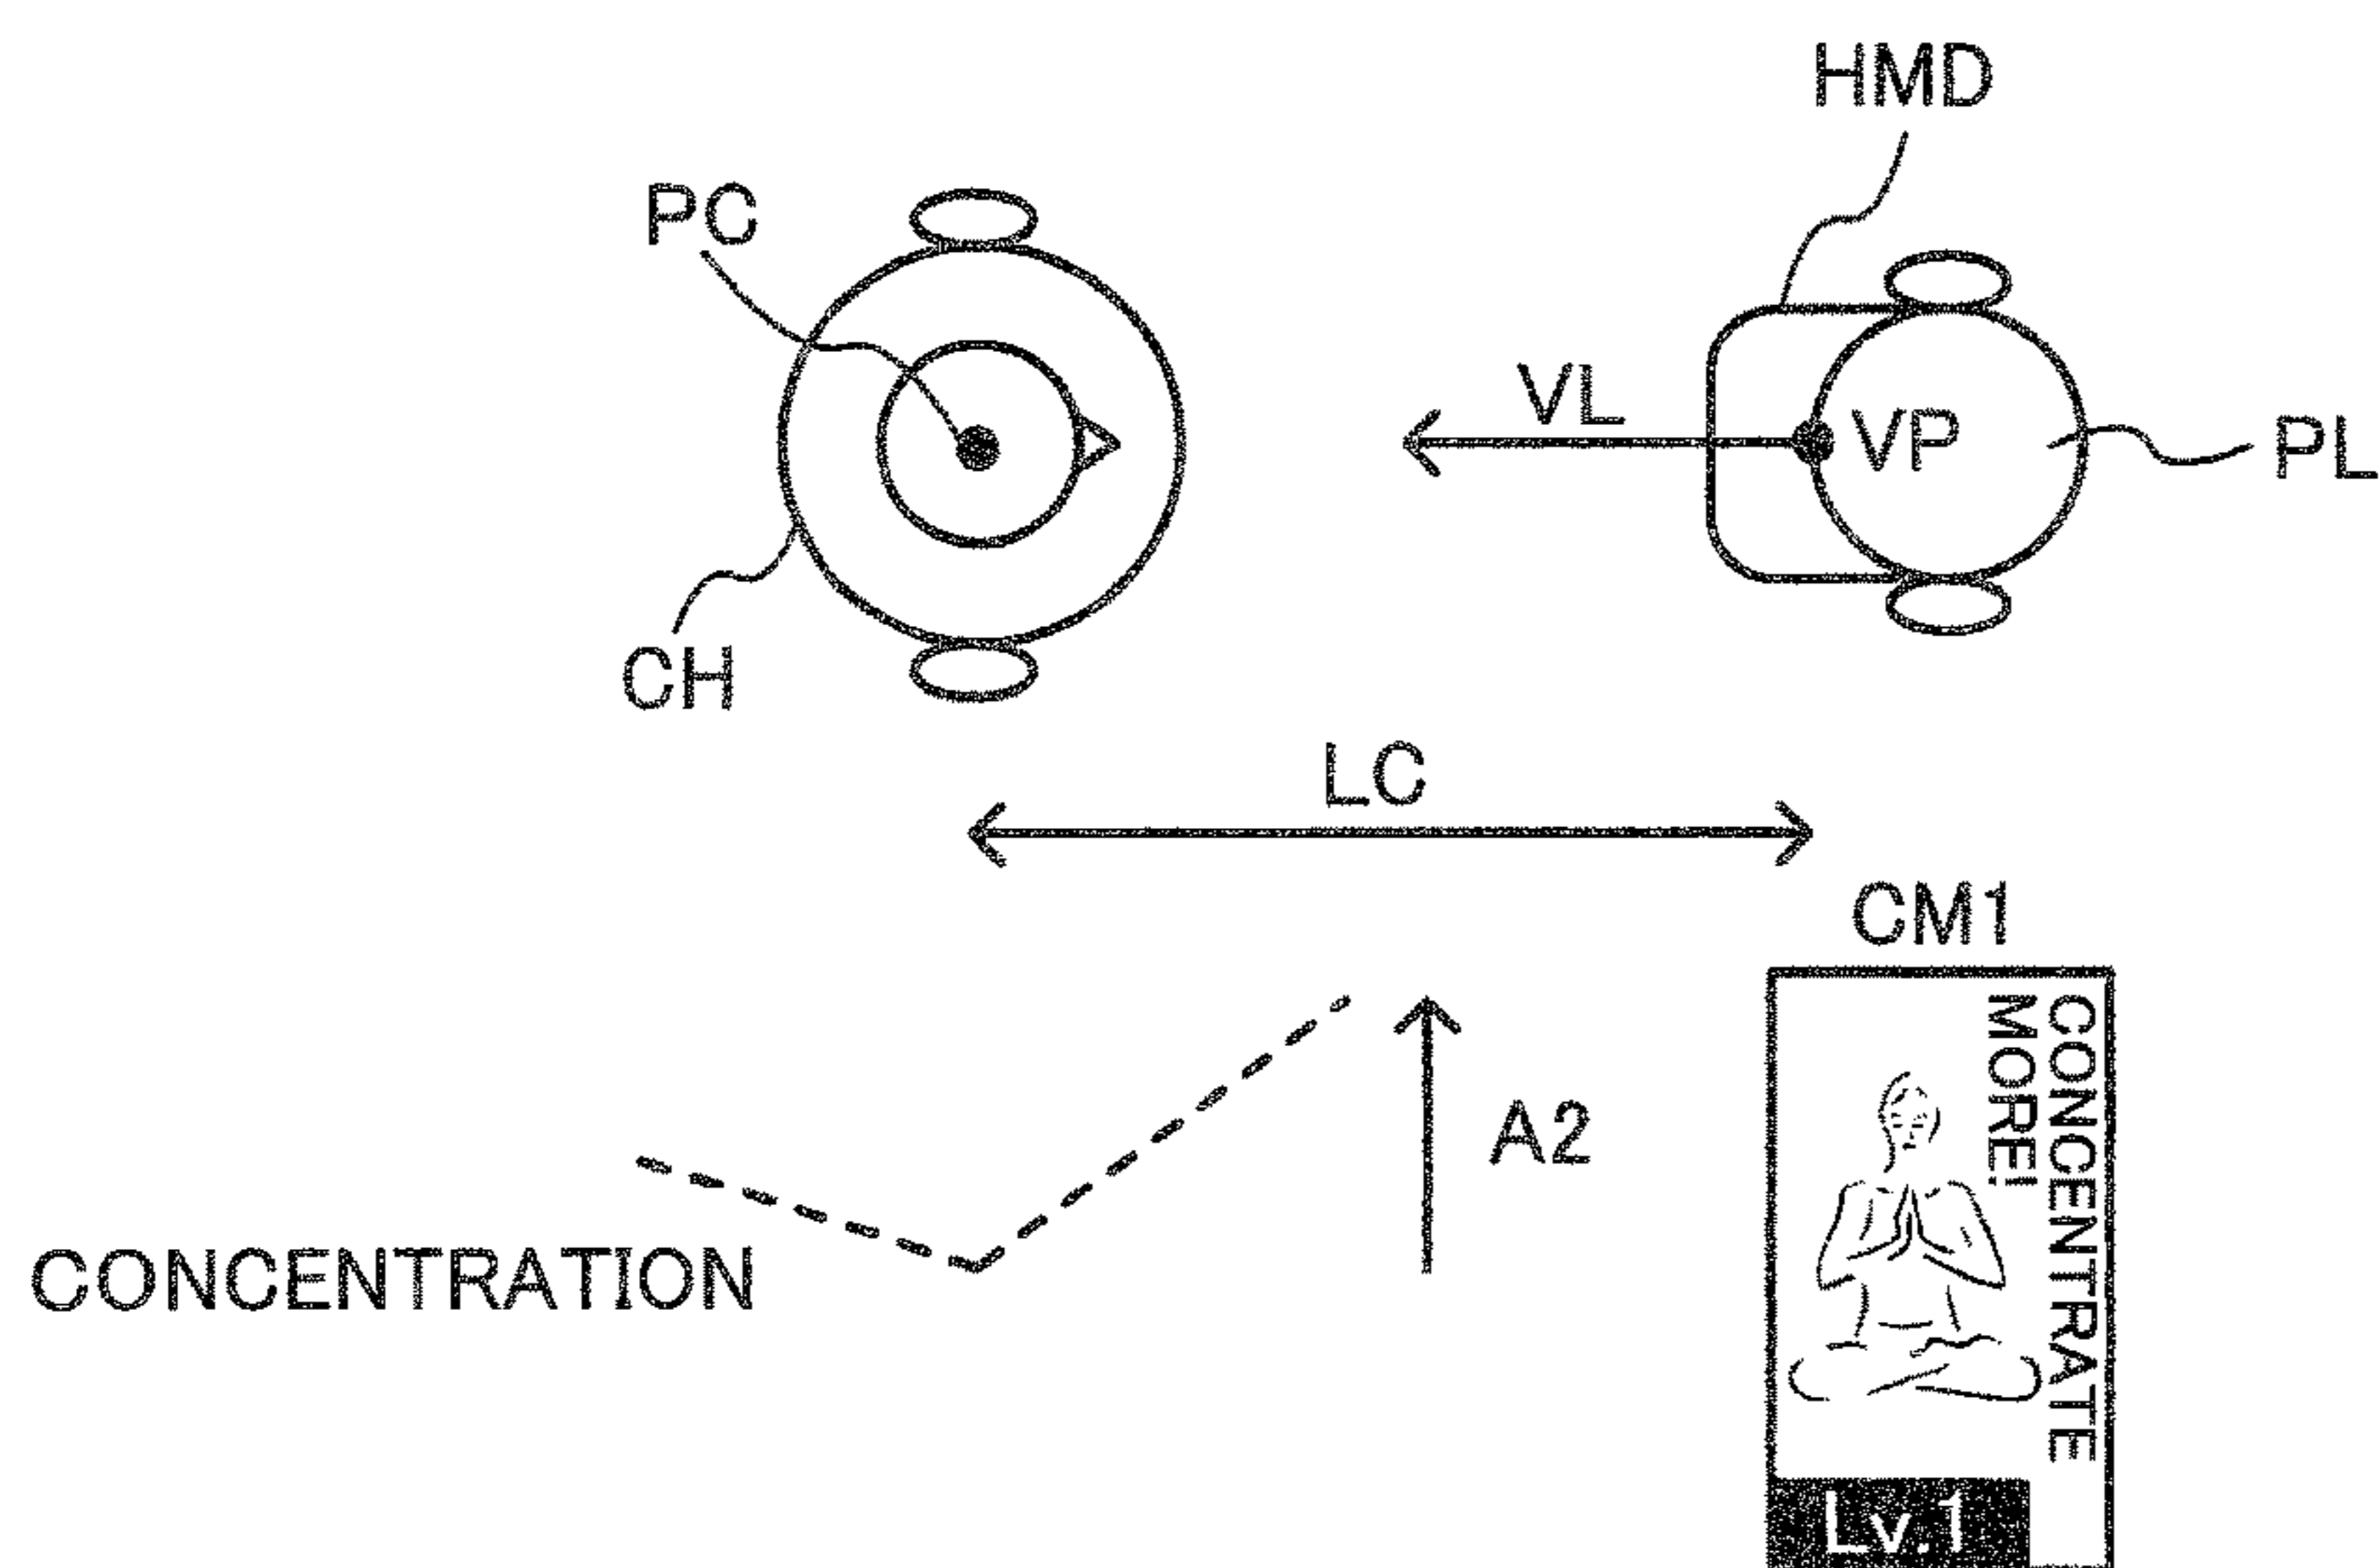 HMD
PC
VL
VP
PL
CH
LC
CM1
CONCENTRATE
MORE!
A2
CONCENTRATION
Lv.1